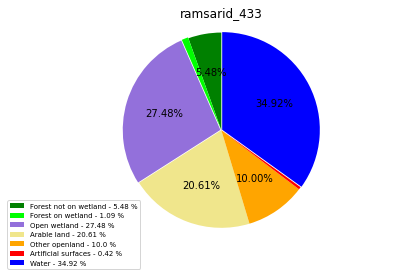 ramsarid_433
5.48%
27.48%
34.92%
20.61%
10.00%
Forest not on wetland - 5.48 %
Forest on wetland - 1.09 %
Open wetland - 27.48 %
Arable land - 20.61 %
Other openland - 10.0 %
Artificial surfaces - 0.42 %
Water - 34.92 %